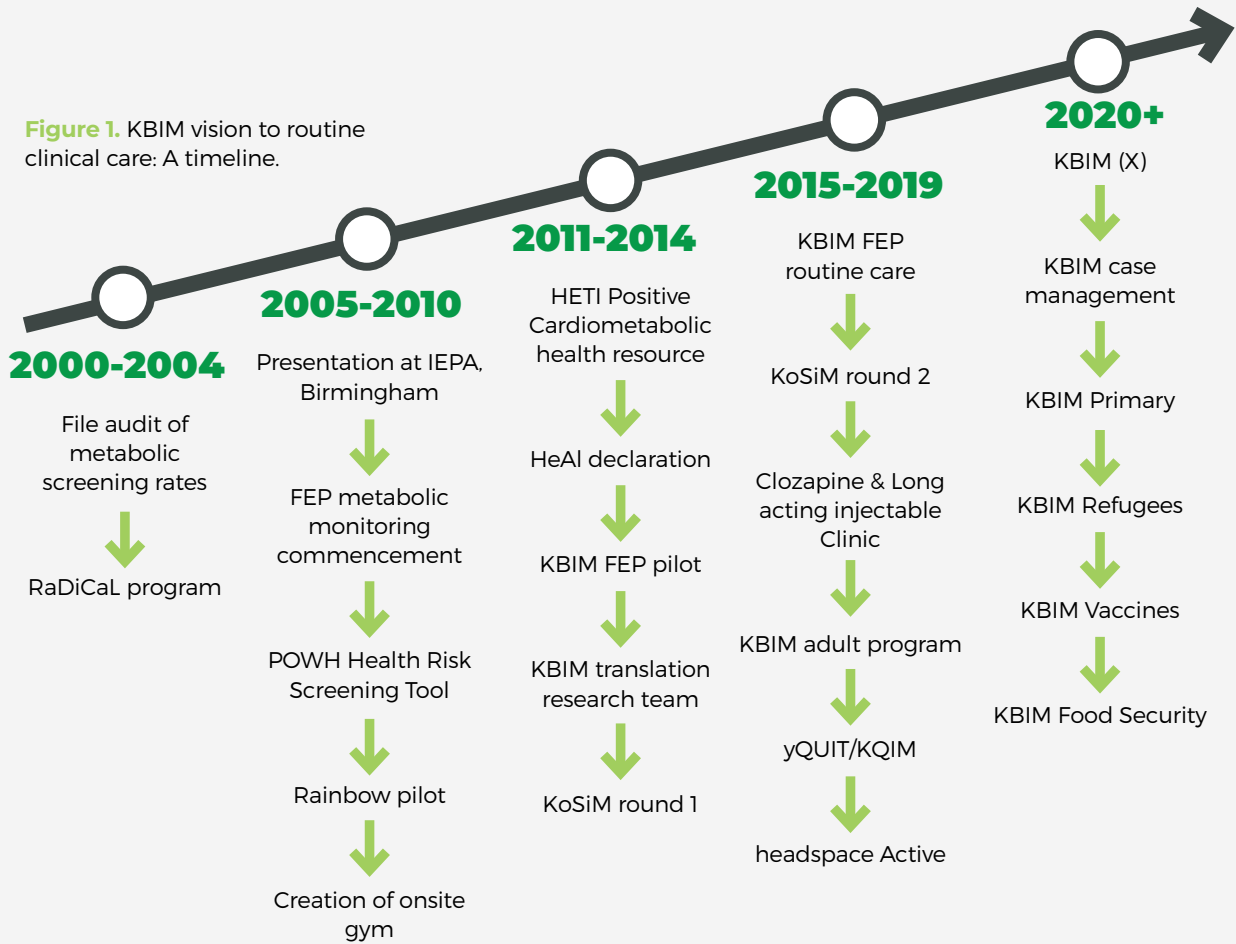 Figure 1. KBIM vision to routine
clinical care: A timeline.
2000-2004
File audit of
metabolic
screening rates
RaDiCaL program
2005-2010
Presentation at IEPA,
Birmingham
FEP metabolic
monitoring
commencement
POWH Health Risk
Screening Tool
Rainbow pilot
Creation of onsite
gym
2011-2014
HETI Positive
Cardiometabolic
health resource
HeAl declaration
KBIM FEP pilot
KBIM translation
research team
KoSiM round 1
2015-2019
KBIM FEP
routine care
KoSiM round 2
Clozapine & Long
acting injectable
Clinic
KBIM adult program
yQUIT/KQIM
headspace Active
2020+
KBIM (X)
KBIM case
management
KBIM Primary
KBIM Refugees
KBIM Vaccines
KBIM Food Security